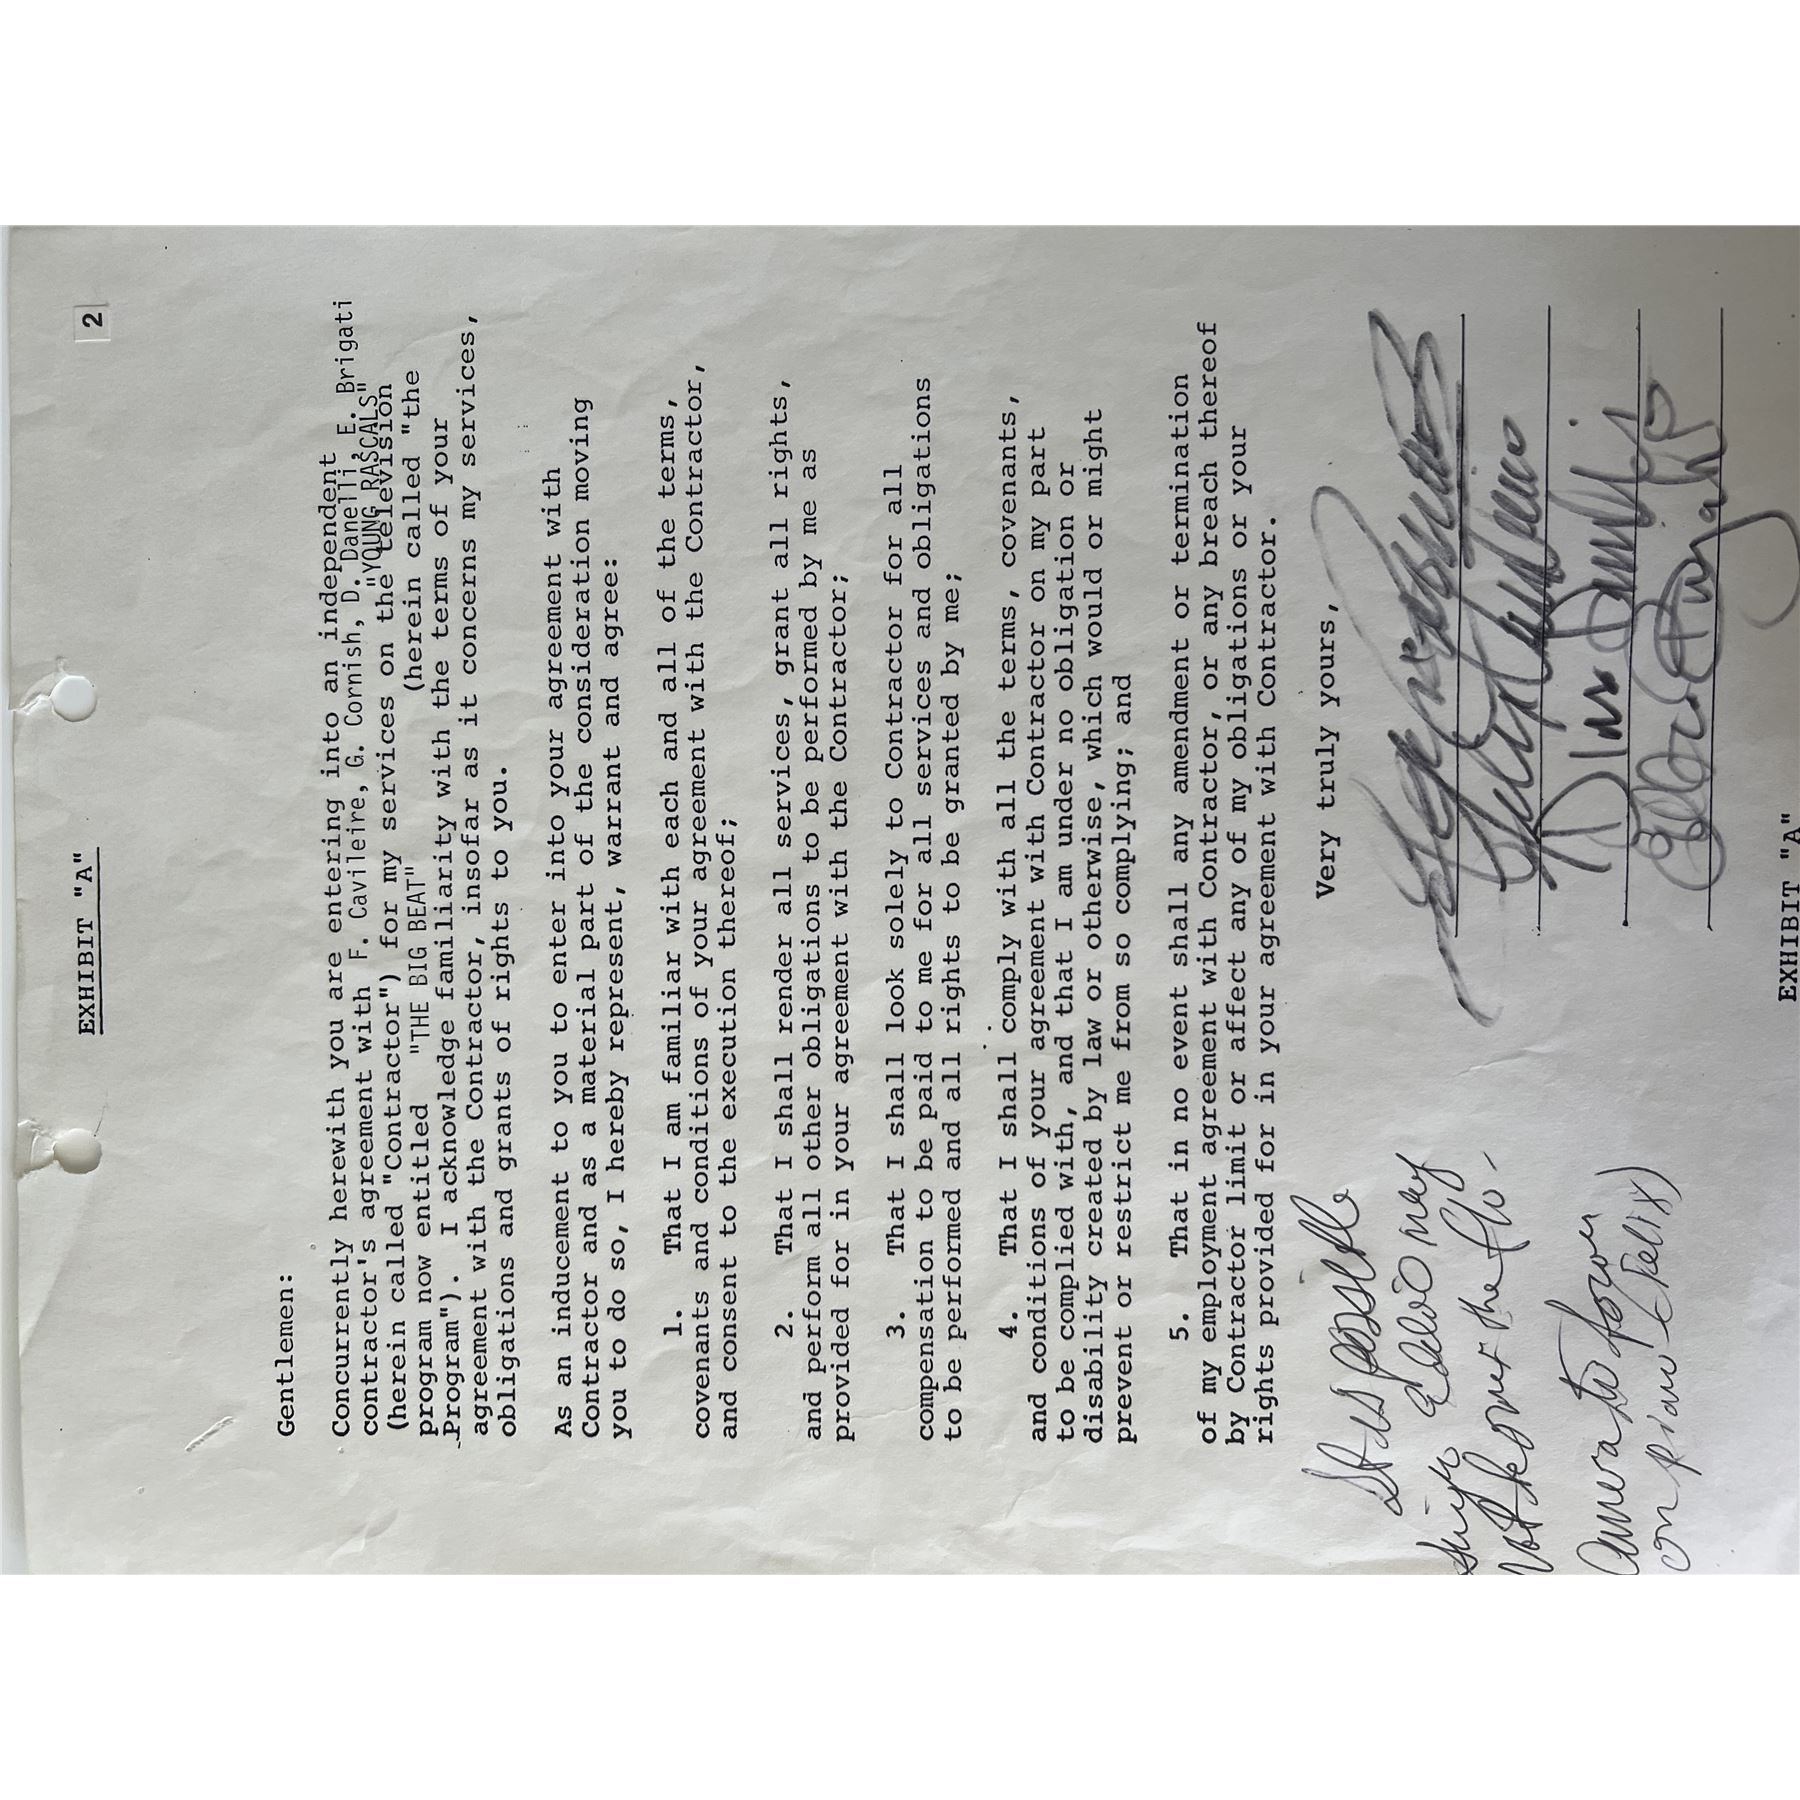 EXHIBIT "A"
2
Gentlemen:
Concurrently herewith you are entering into an independent
contractor's agreement with F. Cavileire, G. Cornish, D. Danelli, E. Brigati
"YOUNG RASCALS"
(herein called "Contractor") for my services on the television
program now entitled "THE BIG BEAT" (herein called "the
Program"). I acknowledge familiarity with the terms of your
agreement with the Contractor, insofar as it concerns my services,
obligations and grants of rights to you.
As an inducement to you to enter into your agreement with
Contractor and as a material part of the consideration moving
you to do so, I hereby represent, warrant and agree:
1. That I am familiar with each and all of the terms,
covenants and conditions of your agreement with the Contractor,
and consent to the execution thereof;
2. That I shall render all services, grant all rights,
and perform all other obligations to be performed by me as
provided for in your agreement with the Contractor;
3. That I shall look solely to Contractor for all
compensation to be paid to me for all services and obligations
to be performed and all rights to be granted by me;
4. That I shall comply with all the terms, covenants,
and conditions of your agreement with Contractor on my part
to be complied with, and that I am under no obligation or
disability created by law or otherwise, which would or might
prevent or restrict me from so complying; and
5. That in no event shall any amendment or termination
of my employment agreement with Contractor, or any breach thereof
by Contractor limit or affect any of my obligations or your
rights provided for in your agreement with Contractor.
Very truly yours,
It is possible
Eddie may
not be over the
on piano (Felix)
EXHIBIT "A"